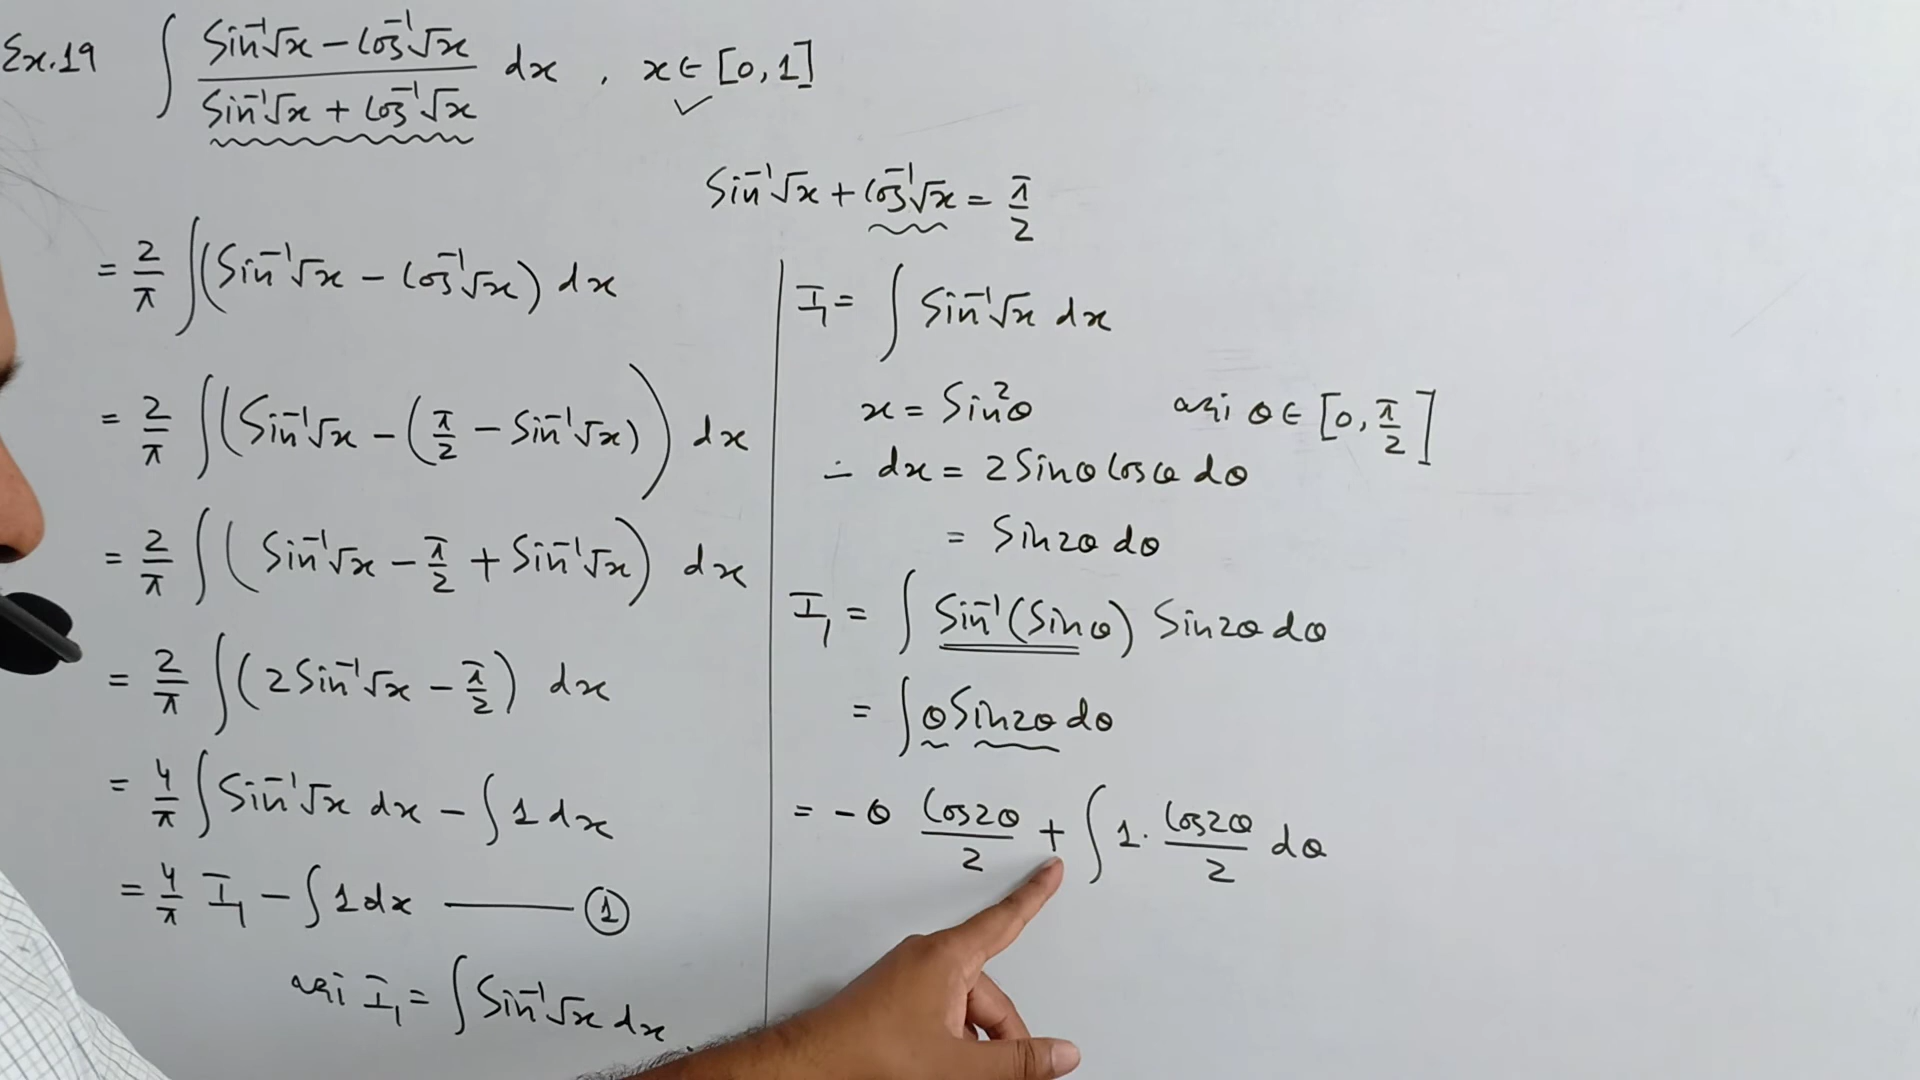 Ex.19 ∫ (Sin⁻¹√x − Cos⁻¹√x) / (Sin⁻¹√x + Cos⁻¹√x) dx , x ∈ [0, 1]
Sin⁻¹√x + Cos⁻¹√x = π/2
= 2/π ∫ (Sin⁻¹√x − Cos⁻¹√x) dx
= 2/π ∫ (Sin⁻¹√x − (π/2 − Sin⁻¹√x)) dx
= 2/π ∫ ( Sin⁻¹√x − π/2 + Sin⁻¹√x) dx
= 2/π ∫ (2Sin⁻¹√x − π/2) dx
= 4/π ∫ Sin⁻¹√x dx − ∫ 1 dx
= 4/π I₁ − ∫ 1 dx ——— ①
I₁ = ∫ Sin⁻¹√x dx
I₁ = ∫ Sin⁻¹√x dx
x = Sin²θ θ ∈ [0, π/2]
∴ dx = 2 Sinθ Cosθ dθ
= Sin2θ dθ
I₁ = ∫ Sin⁻¹(Sinθ) Sin2θ dθ
= ∫ θ Sin2θ dθ
= − θ Cos2θ/2 + ∫ 1 · Cos2θ/2 dθ